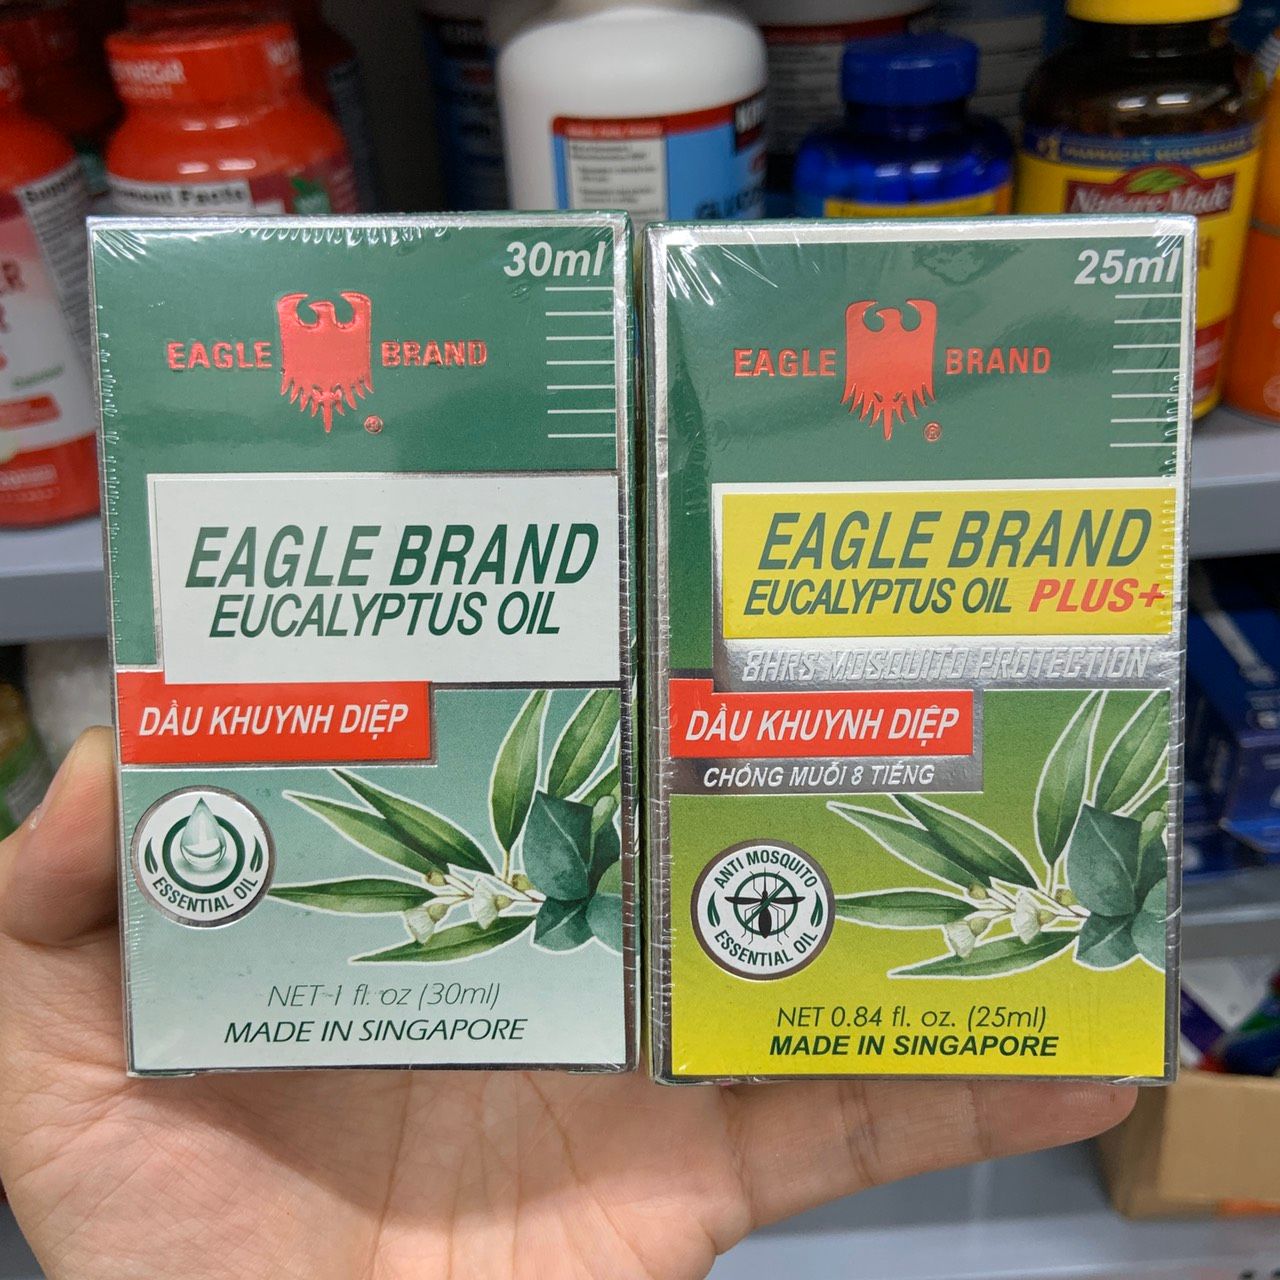 Supplement Facts
Nature Made
30ml
EAGLE BRAND
®
EAGLE BRAND
EUCALYPTUS OIL
DẦU KHUYNH DIỆP
ESSENTIAL OIL
NET 1 fl. oz (30ml)
MADE IN SINGAPORE
25ml
EAGLE BRAND
®
EAGLE BRAND
EUCALYPTUS OIL PLUS+
8HRS MOSQUITO PROTECTION
DẦU KHUYNH DIỆP
CHỐNG MUỖI 8 TIẾNG
ANTI MOSQUITO
ESSENTIAL OIL
NET 0.84 fl. oz. (25ml)
MADE IN SINGAPORE